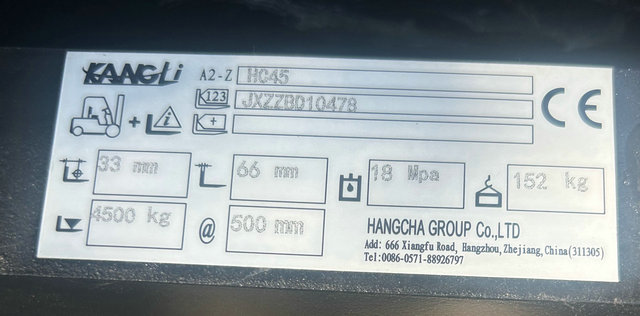 KANGLi A2-Z HC45
123 JXZZBD10478
CE
33 mm 66 mm 18 Mpa 152 kg
4500 kg @ 500 mm
HANGCHA GROUP Co.,LTD
Add: 666 Xiangfu Road, Hangzhou,Zhejiang,China(311305)
Tel:0086-0571-88926797